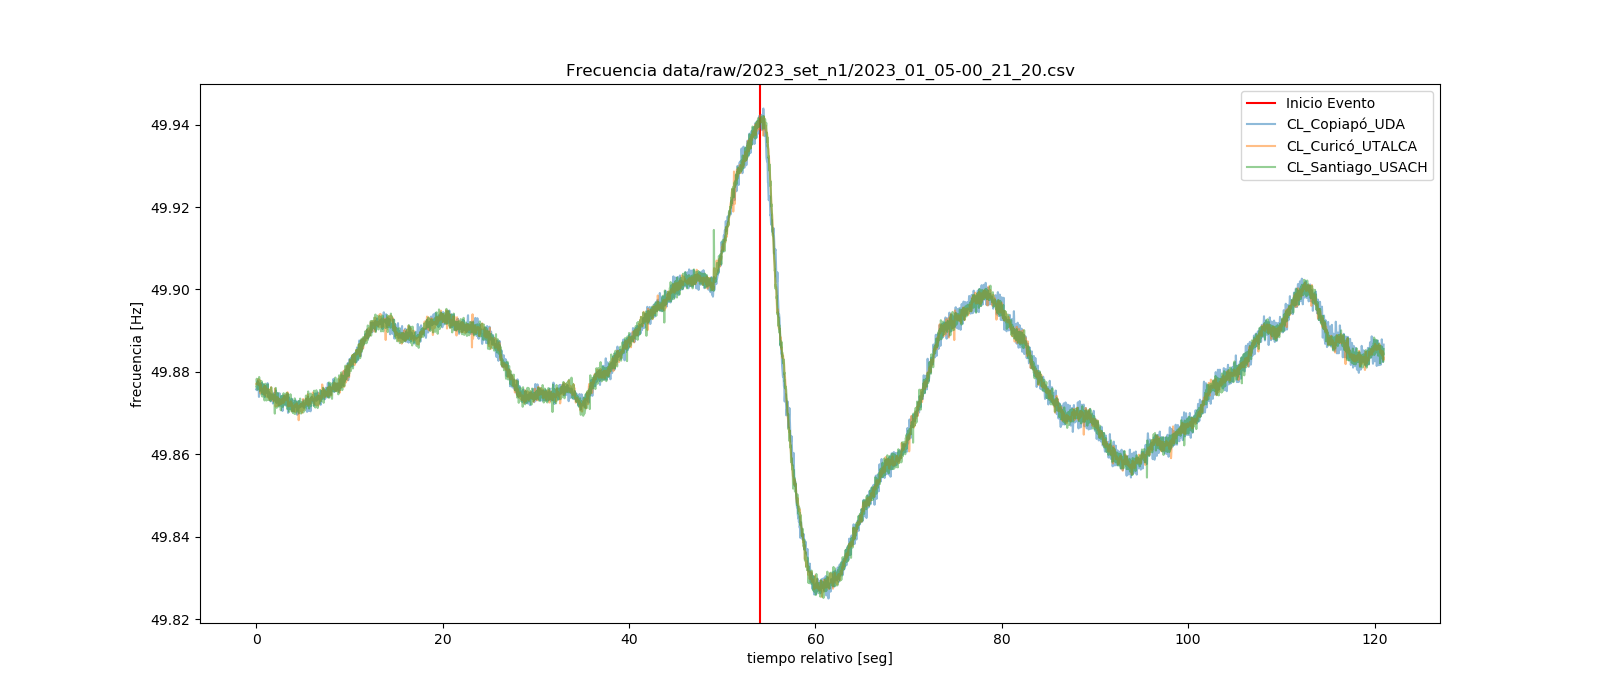 Frecuencia data/raw/2023_set_n1/2023_01_05-00_21_20.csv
Inicio Evento
CL_Copiapó_UDA
CL_Curicó_UTALCA
CL_Santiago_USACH
frecuencia [Hz]
49.94
49.92
49.90
49.88
49.86
49.84
49.82
0 20 40 60 80 100 120
tiempo relativo [seg]